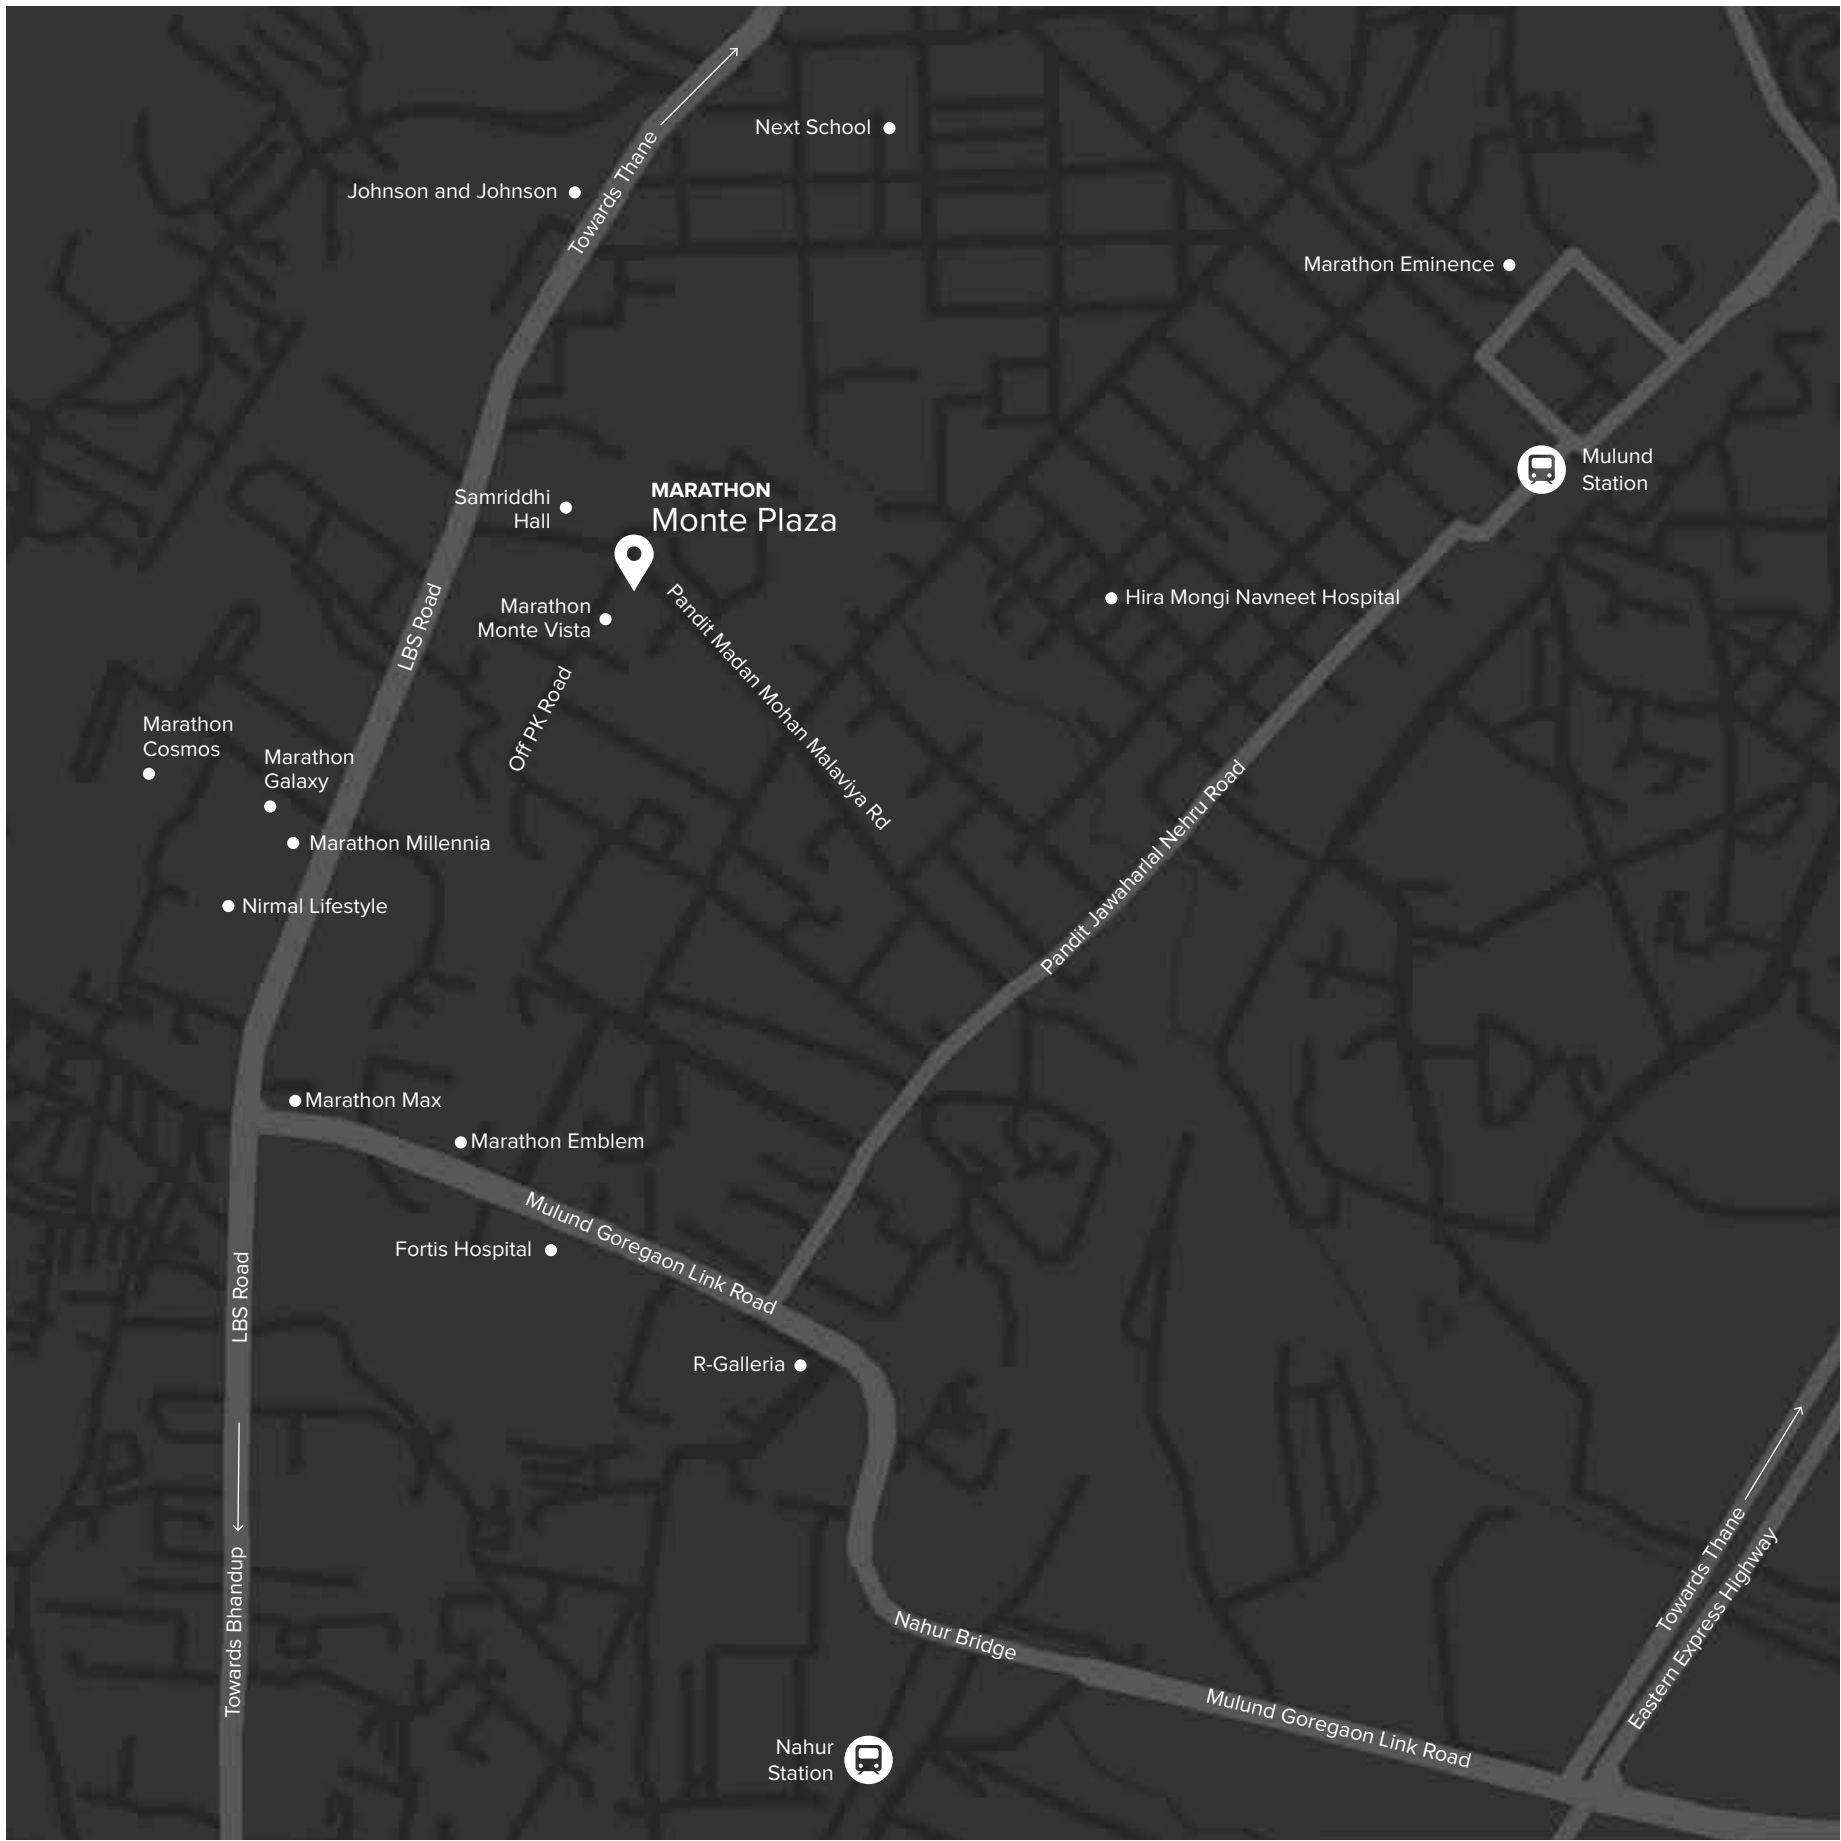 Next School
Towards Thane
Johnson and Johnson
Marathon Eminence
Mulund
Station
MARATHON
Monte Plaza
Samriddhi
Hall
LBS Road
Marathon
Monte Vista
Pandit Madan Mohan Malaviya Rd
Hira Mongi Navneet Hospital
Off PK Road
Marathon
Cosmos
Marathon
Galaxy
Marathon Millennia
Pandit Jawaharlal Nehru Road
Nirmal Lifestyle
Marathon Max
Marathon Emblem
Mulund Goregaon Link Road
Fortis Hospital
LBS Road
R-Galleria
Towards Thane
Eastern Express Highway
Towards Bhandup
Nahur Bridge
Mulund Goregaon Link Road
Nahur
Station